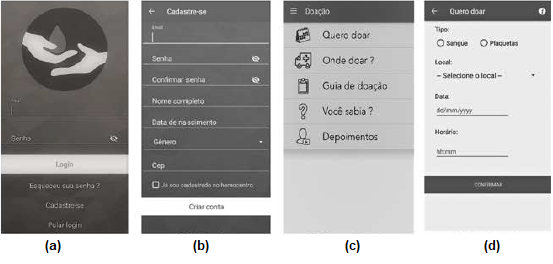 Email
Senha
Login
Esqueceu sua senha ?
Cadastre-se
Pular login
(a)
Cadastre-se
Email
Senha
Confirmar senha
Nome completo
Data de nascimento
Gênero
Cep
Já sou cadastrado no hemocentro
Criar conta
(b)
Doação
Quero doar
Onde doar ?
Guia de doação
Você sabia ?
Depoimentos
(c)
Quero doar
Tipo:
Sangue Plaquetas
Local:
-- Selecione o local --
Data:
dd/mm/yyyy
Horário:
hh:mm
CONFIRMAR
(d)